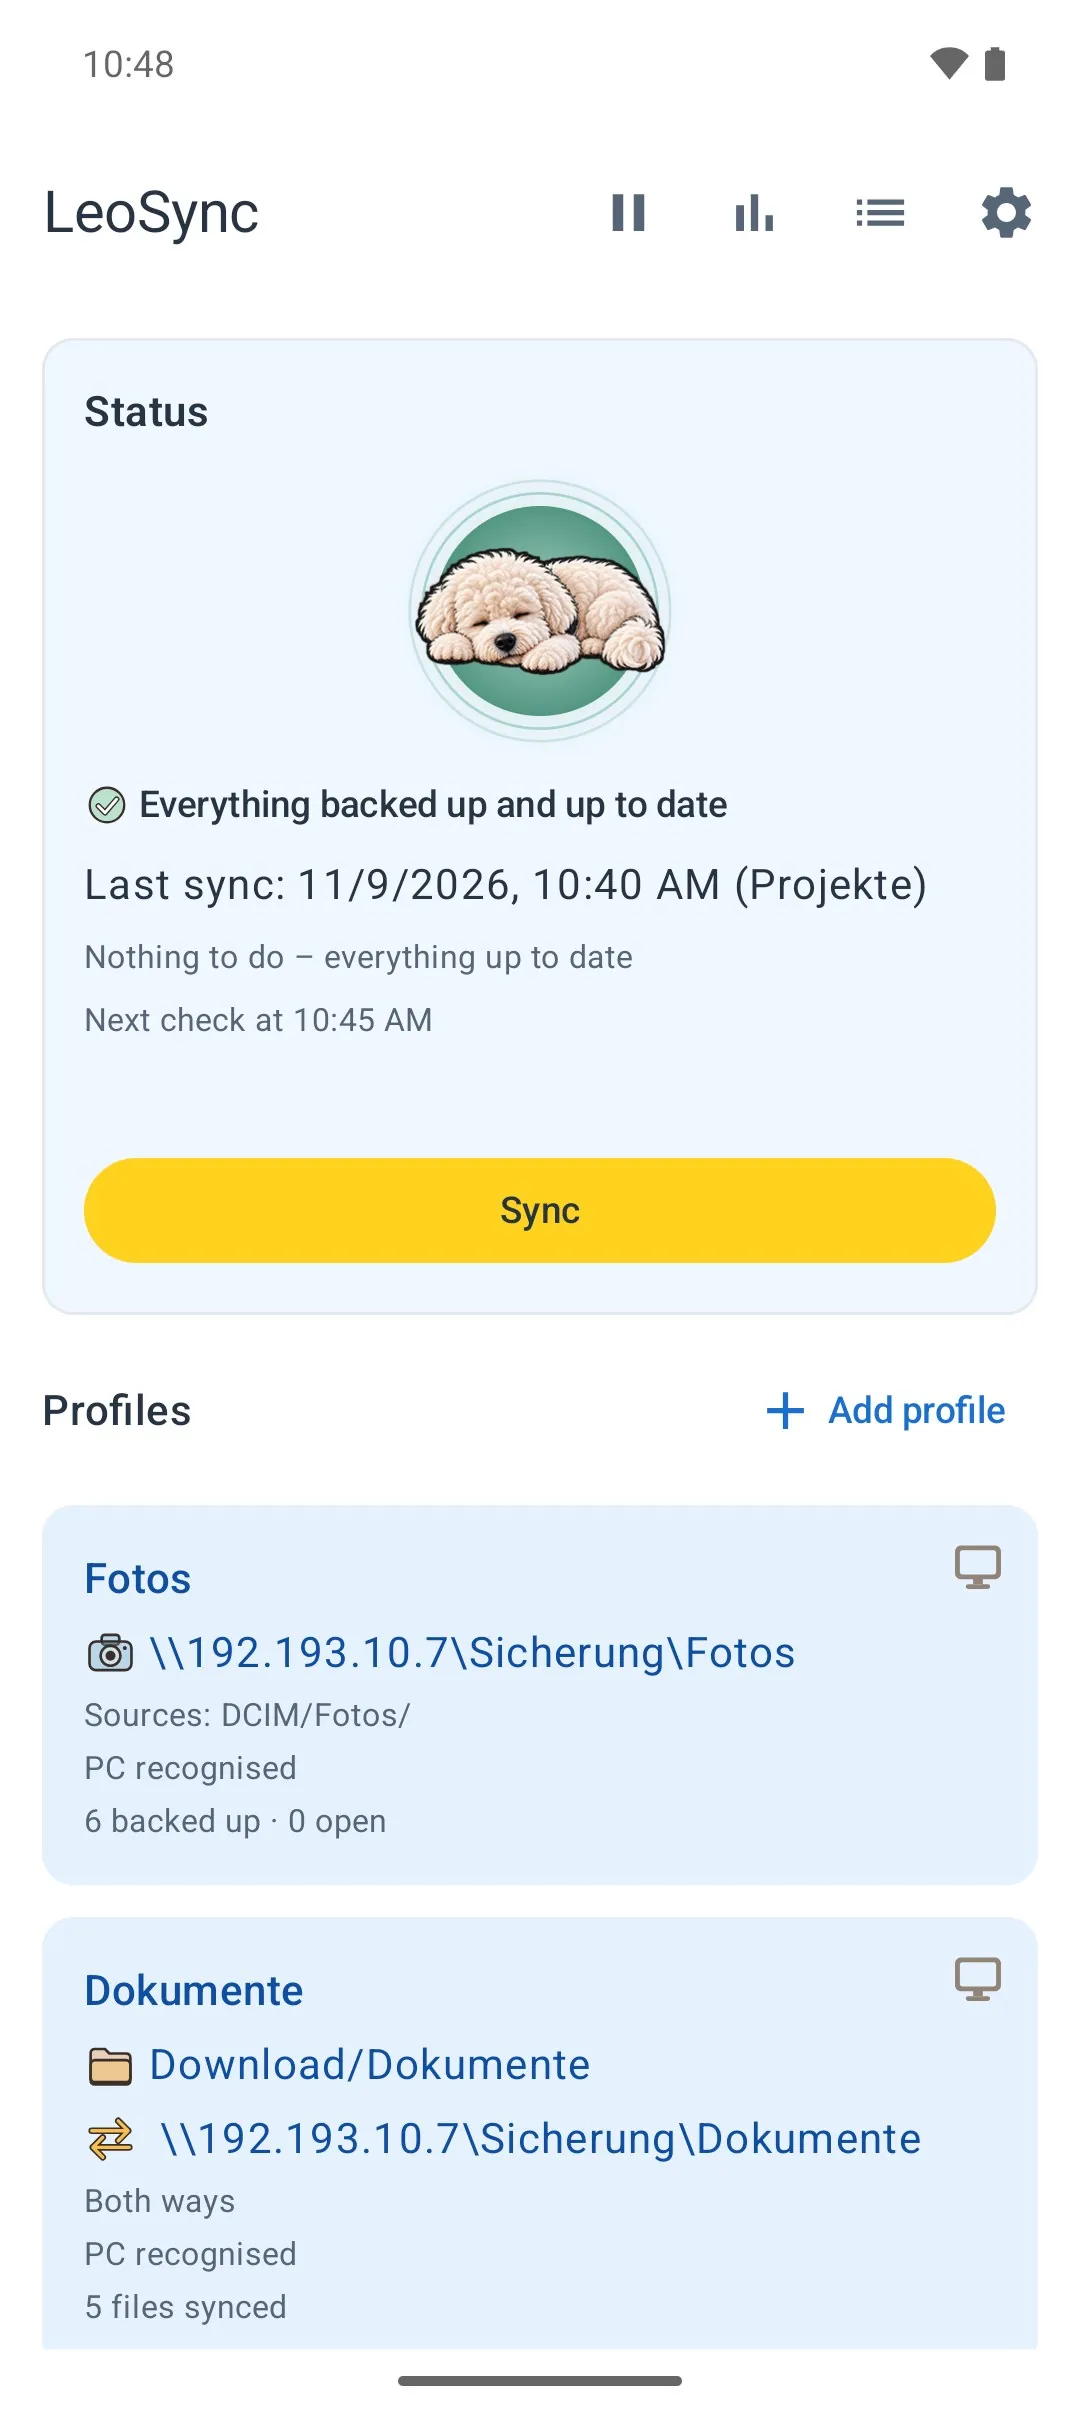 10:48
LeoSync
Status
Everything backed up and up to date
Last sync: 11/9/2026, 10:40 AM (Projekte)
Nothing to do – everything up to date
Next check at 10:45 AM
Sync
Profiles
Add profile
Fotos
\\192.193.10.7\Sicherung\Fotos
Sources: DCIM/Fotos/
PC recognised
6 backed up · 0 open
Dokumente
Download/Dokumente
\\192.193.10.7\Sicherung\Dokumente
Both ways
PC recognised
5 files synced